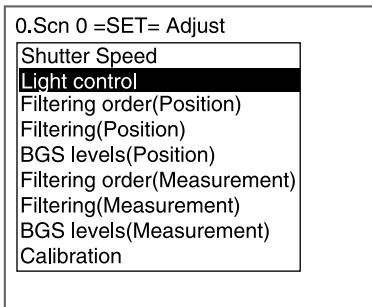 0.Scn 0 =SET= Adjust
Shutter Speed
Light control
Filtering order(Position)
Filtering(Position)
BGS levels(Position)
Filtering order(Measurement)
Filtering(Measurement)
BGS levels(Measurement)
Calibration